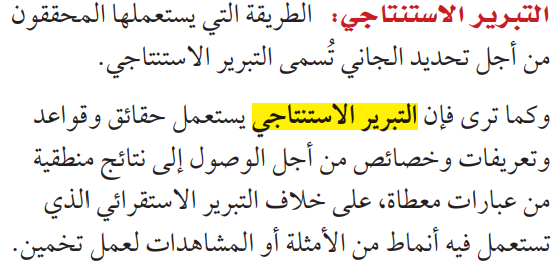 التبرير الاستنتاجي: الطريقة التي يستعملها المحققون
من أجل تحديد الجاني تُسمى التبرير الاستنتاجي.
وكما ترى فإن التبرير الاستنتاجي يستعمل حقائق وقواعد
وتعريفات وخصائص من أجل الوصول إلى نتائج منطقية
من عبارات معطاة، على خلاف التبرير الاستقرائي الذي
تستعمل فيه أنماط من الأمثلة أو المشاهدات لعمل تخمين.